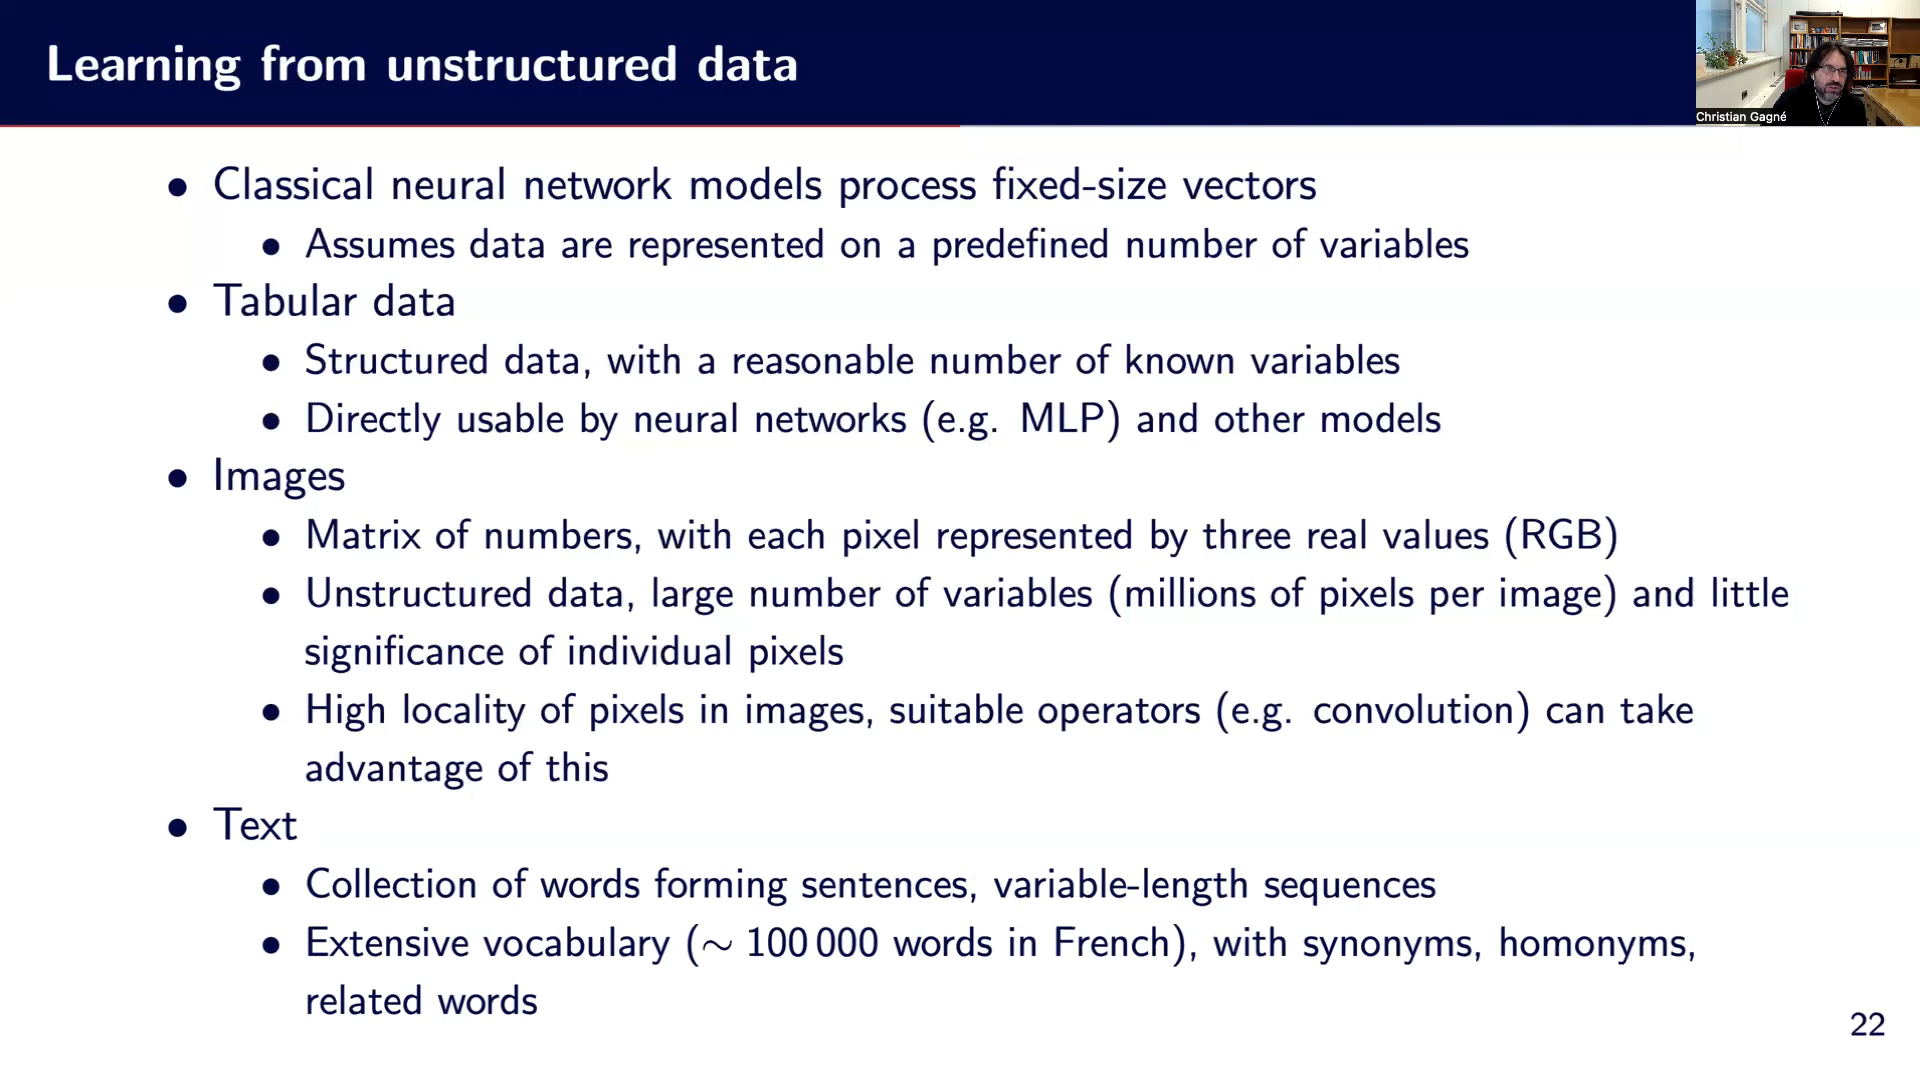 Learning from unstructured data
Christian Gagné
• Classical neural network models process fixed-size vectors
• Assumes data are represented on a predefined number of variables
• Tabular data
• Structured data, with a reasonable number of known variables
• Directly usable by neural networks (e.g. MLP) and other models
• Images
• Matrix of numbers, with each pixel represented by three real values (RGB)
• Unstructured data, large number of variables (millions of pixels per image) and little
significance of individual pixels
• High locality of pixels in images, suitable operators (e.g. convolution) can take
advantage of this
• Text
• Collection of words forming sentences, variable-length sequences
• Extensive vocabulary (∼ 100 000 words in French), with synonyms, homonyms,
related words
22